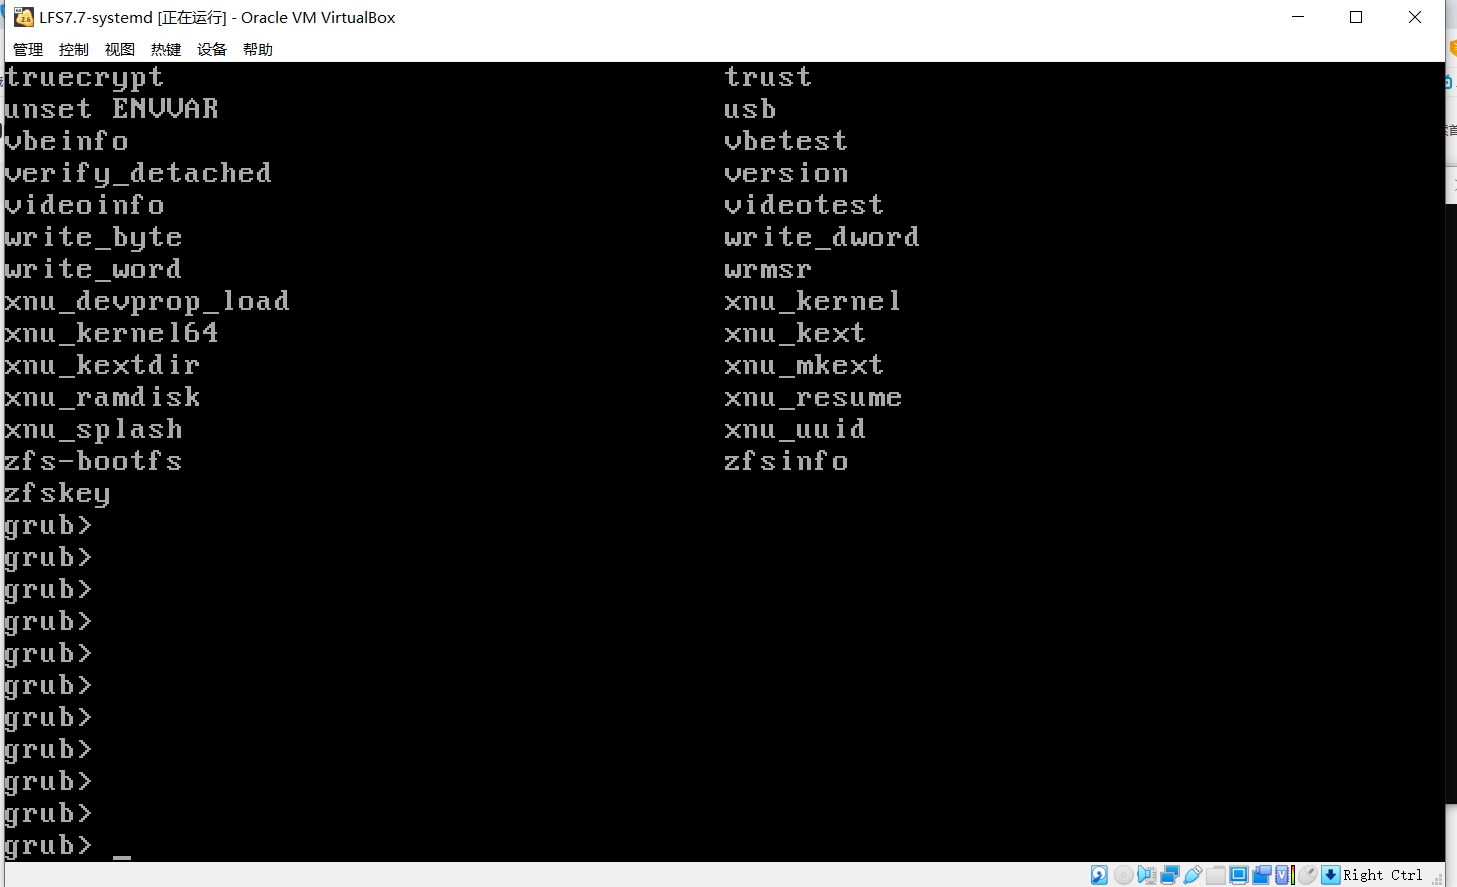 LFS7.7-systemd [正在运行] - Oracle VM VirtualBox
管理 控制 视图 热键 设备 帮助
truecrypt trust
unset ENVVAR usb
vbeinfo vbetest
verify_detached version
videoinfo videotest
write_byte write_dword
write_word wrmsr
xnu_devprop_load xnu_kernel
xnu_kernel64 xnu_kext
xnu_kextdir xnu_mkext
xnu_ramdisk xnu_resume
xnu_splash xnu_uuid
zfs-bootfs zfsinfo
zfskey
grub>
grub>
grub>
grub>
grub>
grub>
grub>
grub>
grub>
grub>
grub> _
Right Ctrl